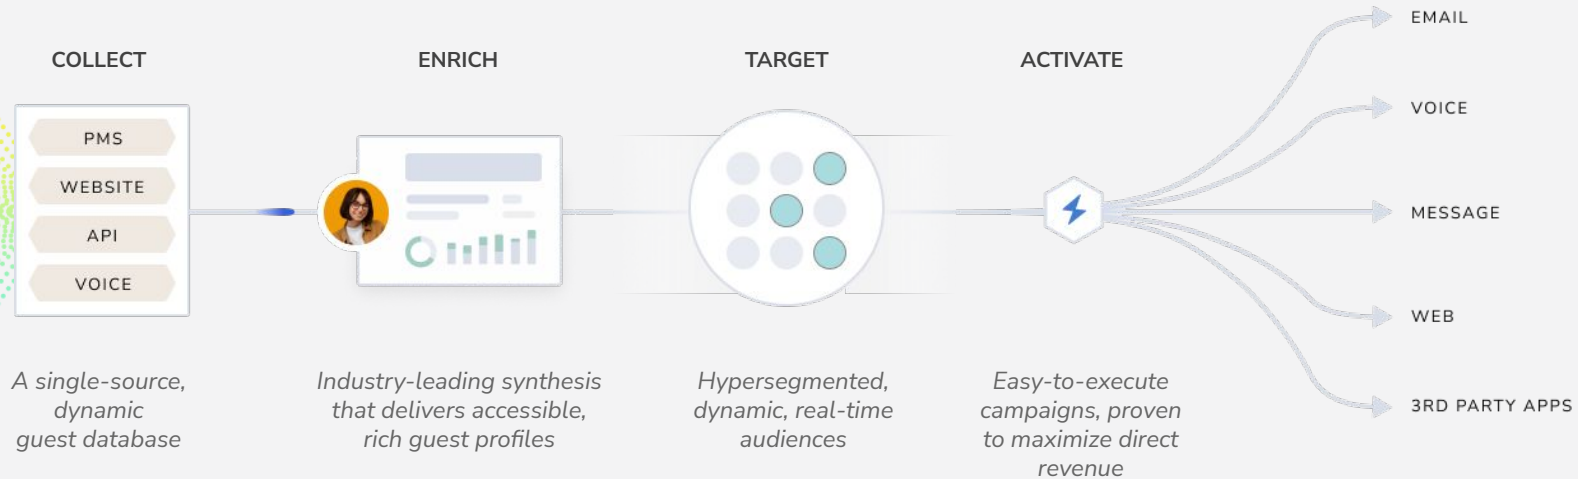 COLLECT
PMS
WEBSITE
API
VOICE
A single-source,
dynamic
guest database
ENRICH
Industry-leading synthesis
that delivers accessible,
rich guest profiles
TARGET
Hypersegmented,
dynamic, real-time
audiences
ACTIVATE
Easy-to-execute
campaigns, proven
to maximize direct
revenue
EMAIL
VOICE
MESSAGE
WEB
3RD PARTY APPS